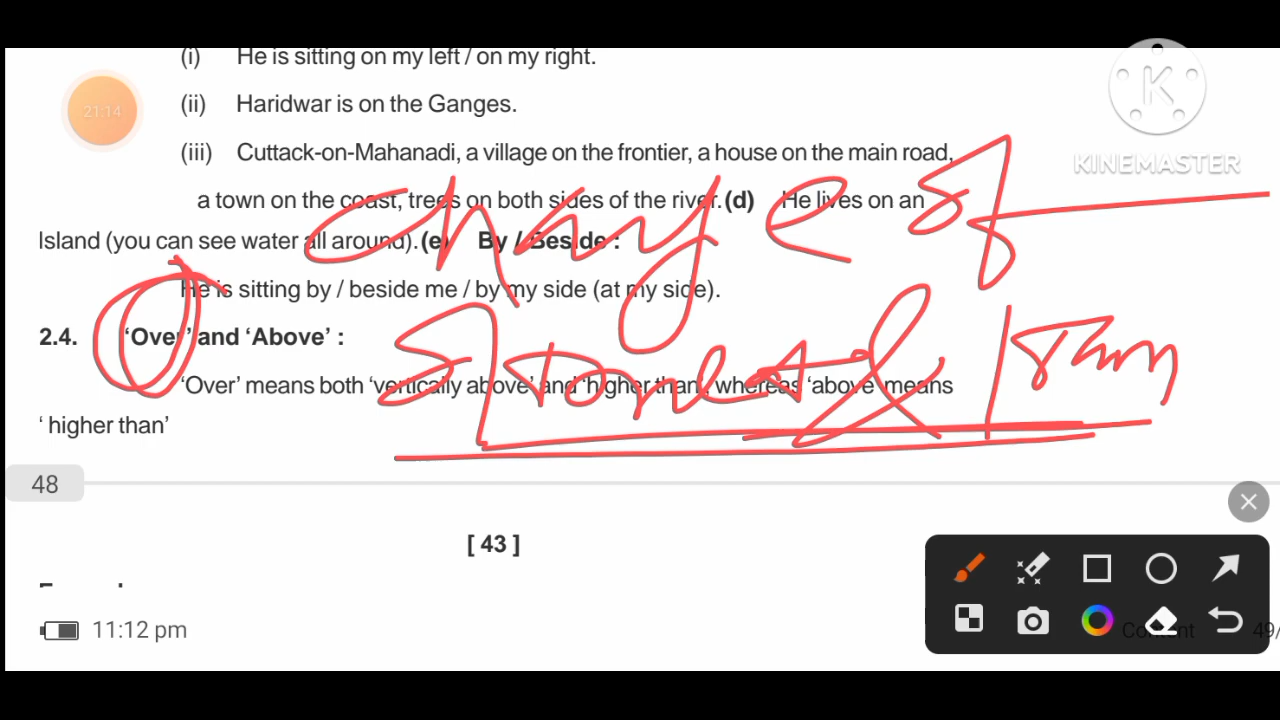 (i) He is sitting on my left / on my right.
21:14
(ii) Haridwar is on the Ganges.
KINEMASTER
(iii) Cuttack-on-Mahanadi, a village on the frontier, a house on the main road,
a town on the coast, trees on both sides of the river. (d) He lives on an
Island (you can see water all around). (e) By / Beside :
He is sitting by / beside me / by my side (at my side).
2.4. ‘Over’ and ‘Above’ :
‘Over’ means both ‘vertically above’ and ‘higher than’, whereas ‘above’ means
‘ higher than’
48
[ 43 ]
11:12 pm
Content 49/